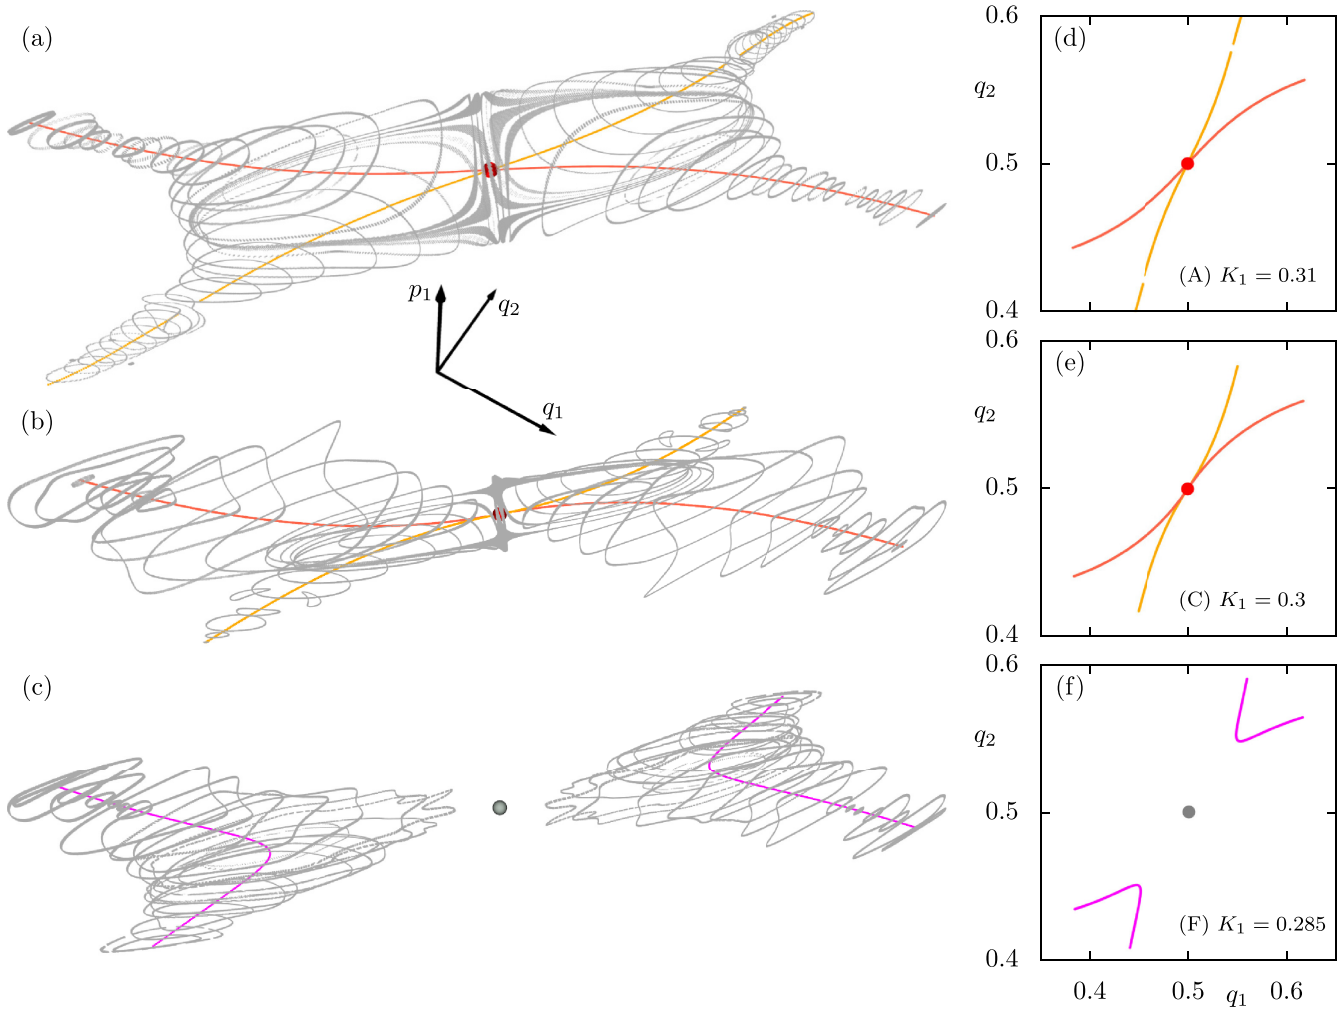 (a)
p₁
q₂
q₁
(b)
(c)
(d)
0.6
q₂
0.5
0.4
(A) K₁ = 0.31
(e)
0.6
q₂
0.5
0.4
(C) K₁ = 0.3
(f)
0.6
q₂
0.5
0.4
(F) K₁ = 0.285
0.4 0.5 q₁ 0.6